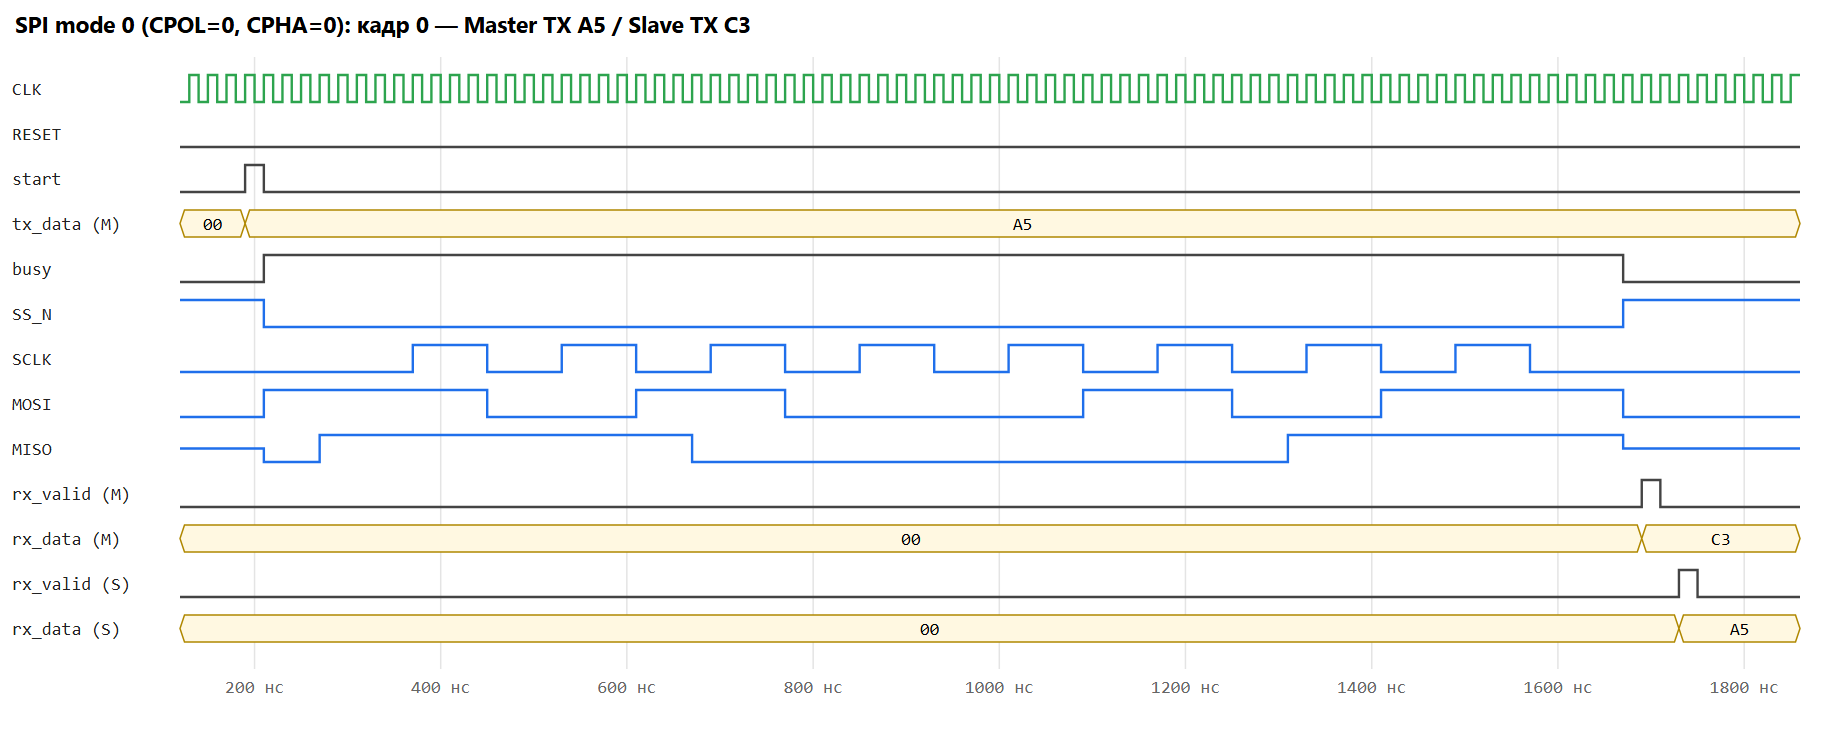 SPI mode 0 (CPOL=0, CPHA=0): кадр 0 — Master TX A5 / Slave TX C3
CLK
RESET
start
tx_data (M) 00 A5
busy
SS_N
SCLK
MOSI
MISO
rx_valid (M)
rx_data (M) 00 C3
rx_valid (S)
rx_data (S) 00 A5
200 нс 400 нс 600 нс 800 нс 1000 нс 1200 нс 1400 нс 1600 нс 1800 нс